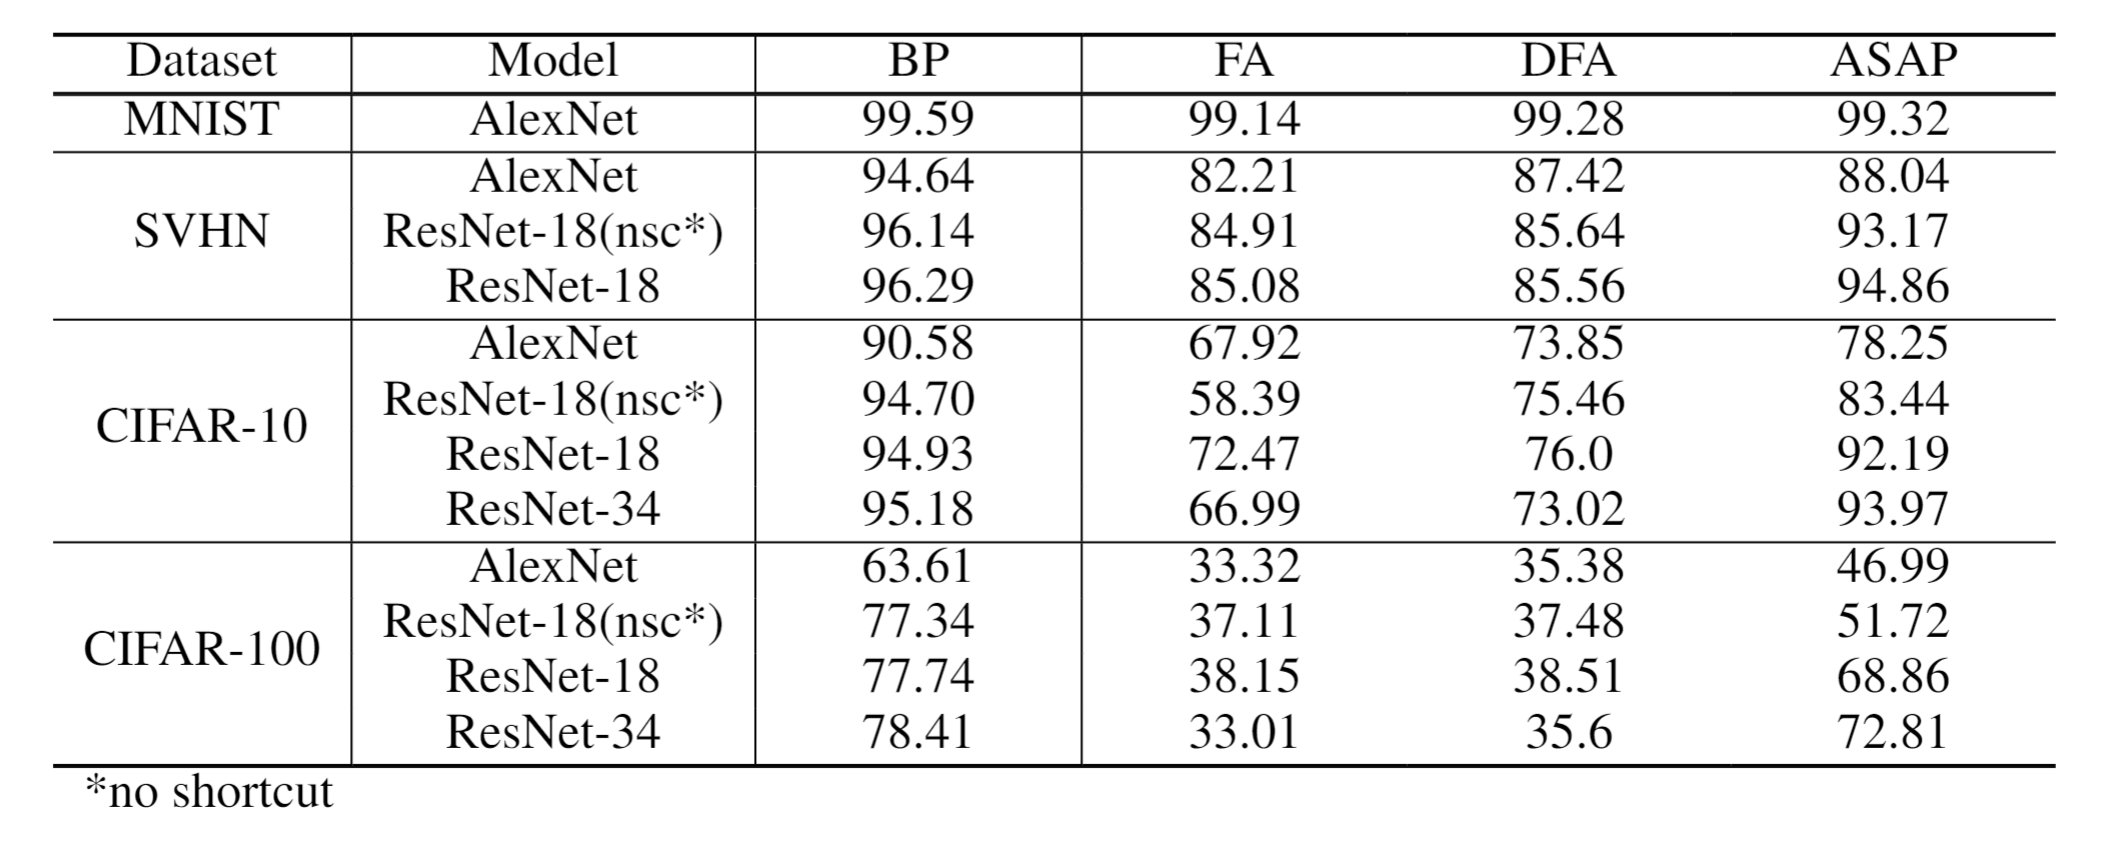 Dataset Model BP FA DFA ASAP
MNIST AlexNet 99.59 99.14 99.28 99.32
SVHN AlexNet 94.64 82.21 87.42 88.04
ResNet-18(nsc*) 96.14 84.91 85.64 93.17
ResNet-18 96.29 85.08 85.56 94.86
CIFAR-10 AlexNet 90.58 67.92 73.85 78.25
ResNet-18(nsc*) 94.70 58.39 75.46 83.44
ResNet-18 94.93 72.47 76.0 92.19
ResNet-34 95.18 66.99 73.02 93.97
CIFAR-100 AlexNet 63.61 33.32 35.38 46.99
ResNet-18(nsc*) 77.34 37.11 37.48 51.72
ResNet-18 77.74 38.15 38.51 68.86
ResNet-34 78.41 33.01 35.6 72.81
*no shortcut